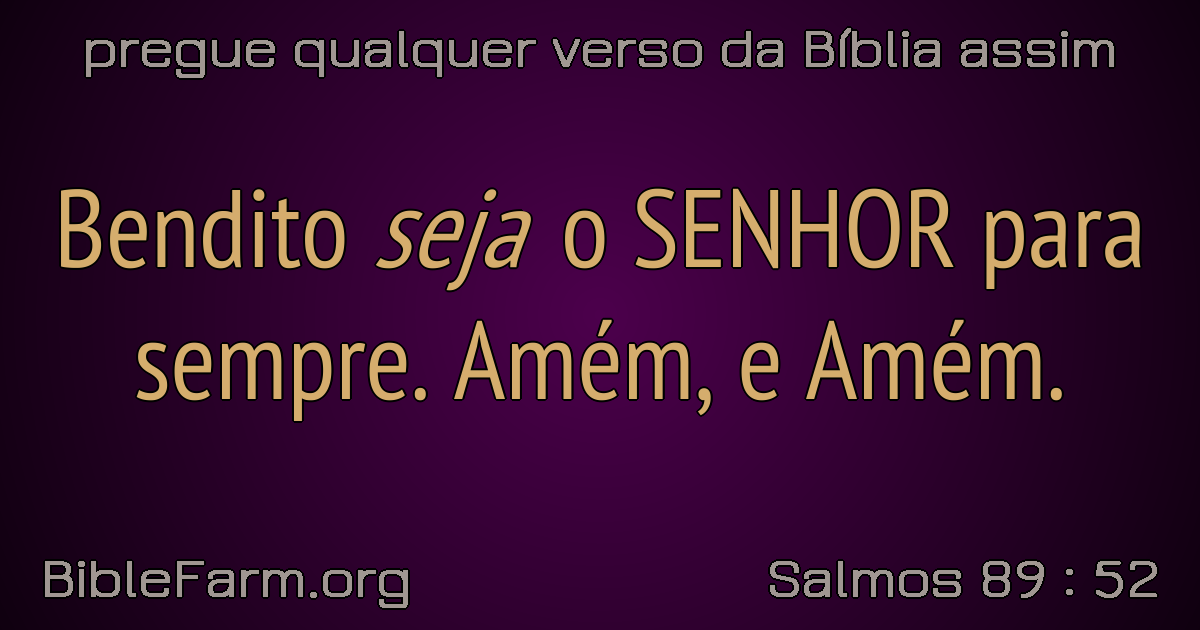 pregue qualquer verso da Bíblia assim
Bendito seja o SENHOR para
sempre. Amém, e Amém.
BibleFarm.org
Salmos 89 : 52